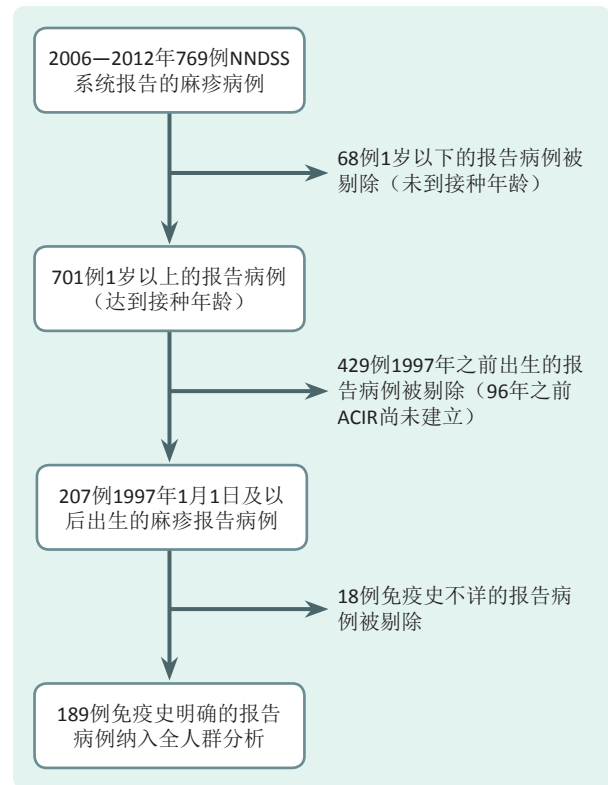 2006—2012年769例NNDSS
系统报告的麻疹病例
68例1岁以下的报告病例被
剔除（未到接种年龄）
701例1岁以上的报告病例
（达到接种年龄）
429例1997年之前出生的报
告病例被剔除（96年之前
ACIR尚未建立）
207例1997年1月1日及以
后出生的麻疹报告病例
18例免疫史不详的报告病
例被剔除
189例免疫史明确的报告
病例纳入全人群分析